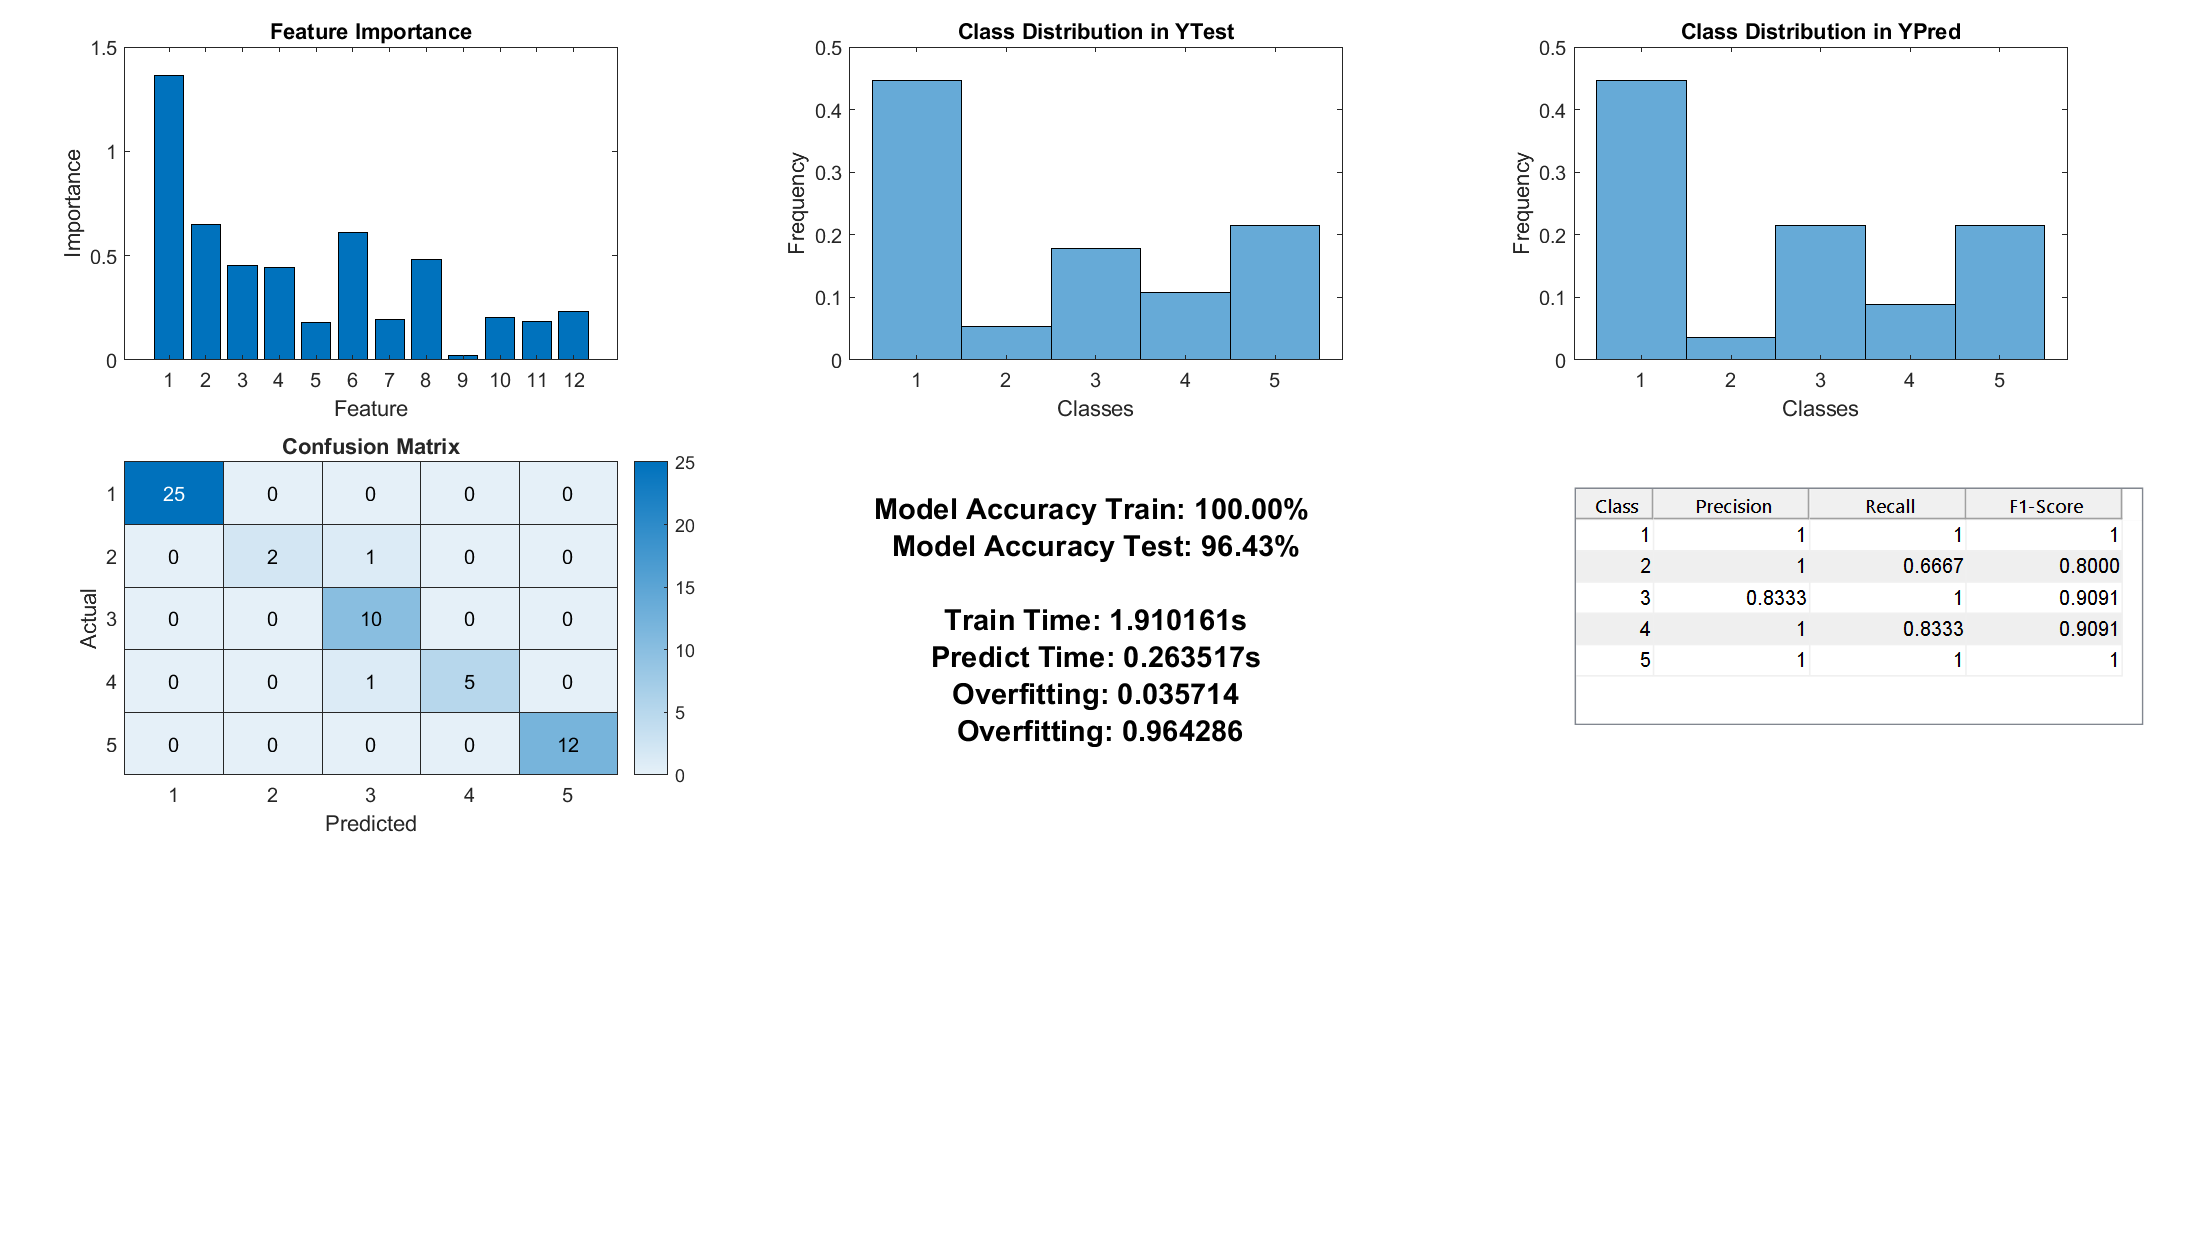 Feature Importance
1.5
1
0.5
0
Importance
1 2 3 4 5 6 7 8 9 10 11 12
Feature
Class Distribution in YTest
0.5
0.4
0.3
0.2
0.1
0
Frequency
1 2 3 4 5
Classes
Class Distribution in YPred
0.5
0.4
0.3
0.2
0.1
0
Frequency
1 2 3 4 5
Classes
Confusion Matrix
1 25 0 0 0 0
2 0 2 1 0 0
3 0 0 10 0 0
4 0 0 1 5 0
5 0 0 0 0 12
Actual
1 2 3 4 5
Predicted
25
20
15
10
5
0
Model Accuracy Train: 100.00%
Model Accuracy Test: 96.43%
Train Time: 1.910161s
Predict Time: 0.263517s
Overfitting: 0.035714
Overfitting: 0.964286
Class Precision Recall F1-Score
1 1 1 1
2 1 0.6667 0.8000
3 0.8333 1 0.9091
4 1 0.8333 0.9091
5 1 1 1